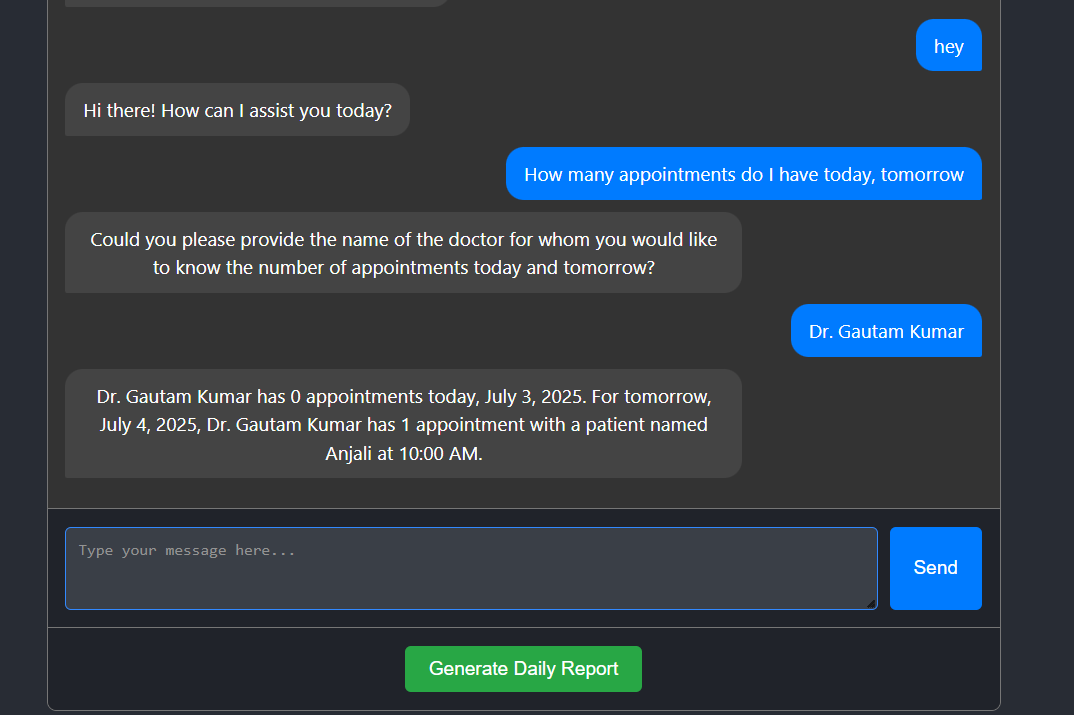 hey
Hi there! How can I assist you today?
How many appointments do I have today, tomorrow
Could you please provide the name of the doctor for whom you would like
to know the number of appointments today and tomorrow?
Dr. Gautam Kumar
Dr. Gautam Kumar has 0 appointments today, July 3, 2025. For tomorrow,
July 4, 2025, Dr. Gautam Kumar has 1 appointment with a patient named
Anjali at 10:00 AM.
Type your message here...
Send
Generate Daily Report